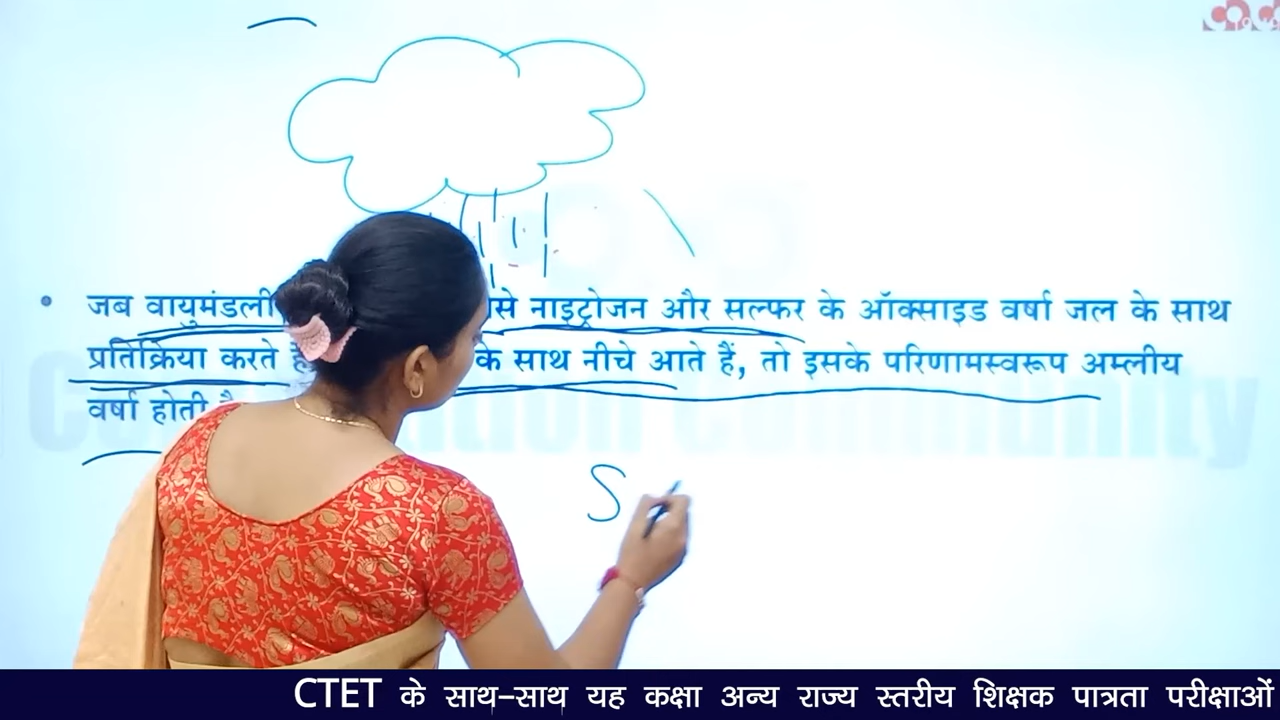 जब वायुमंडली से नाइट्रोजन और सल्फर के ऑक्साइड वर्षा जल के साथ
प्रतिक्रिया करते के साथ नीचे आते हैं, तो इसके परिणामस्वरूप अम्लीय
वर्षा होती
S
CTET के साथ-साथ यह कक्षा अन्य राज्य स्तरीय शिक्षक पात्रता परीक्षाओं